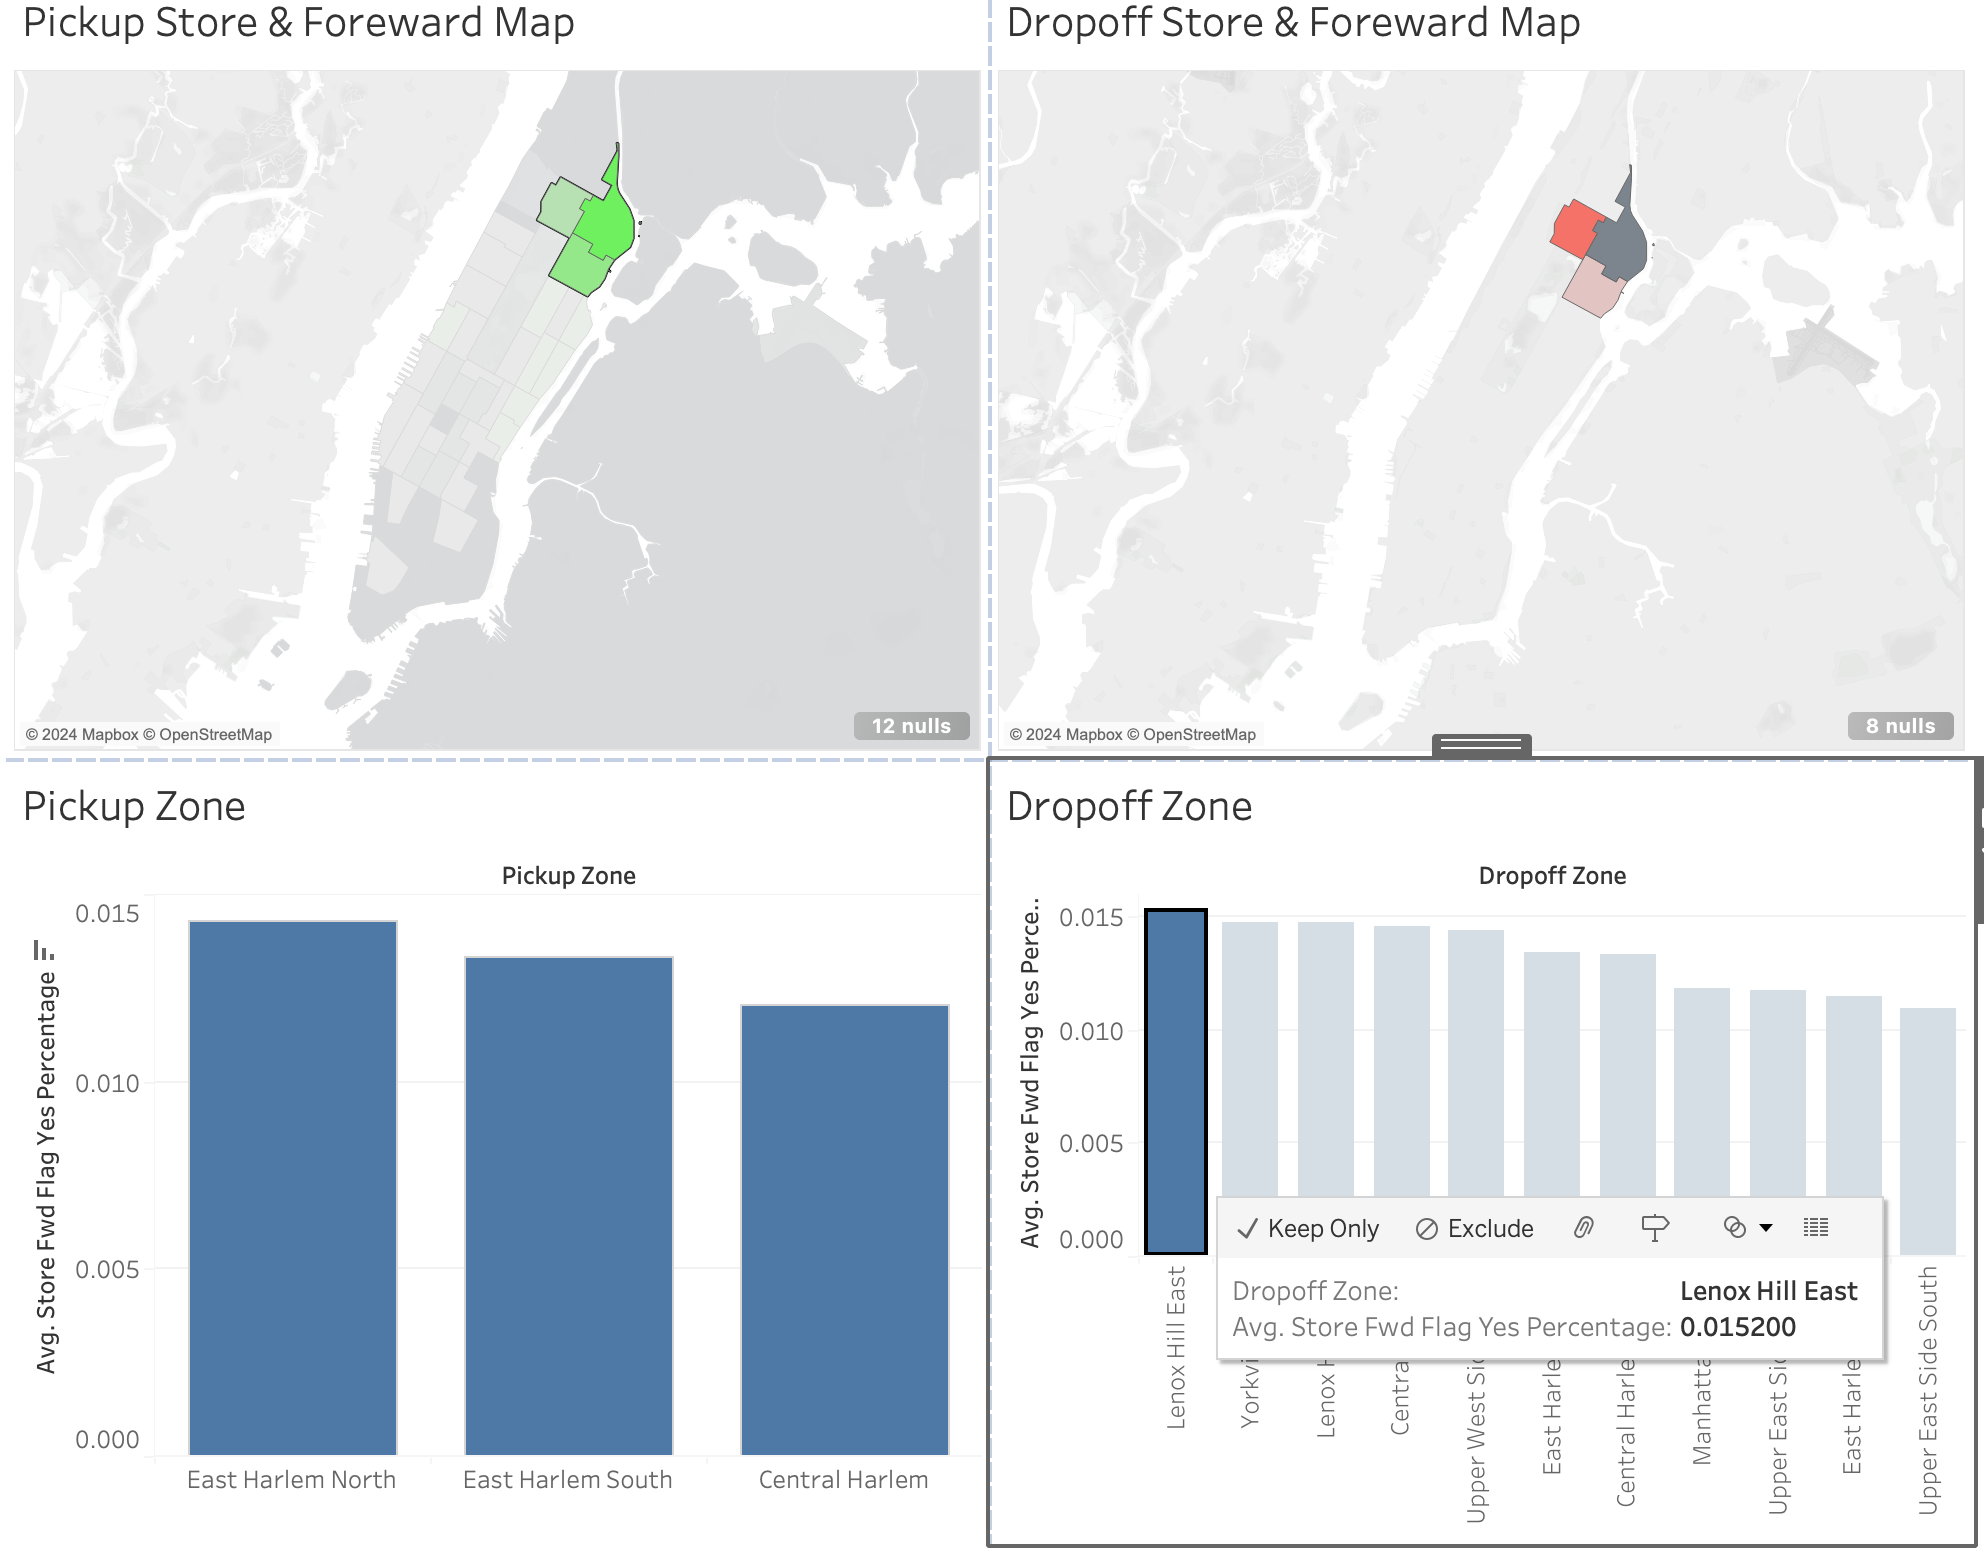 Pickup Store & Foreward Map
Dropoff Store & Foreward Map
© 2024 Mapbox © OpenStreetMap
12 nulls
© 2024 Mapbox © OpenStreetMap
8 nulls
Pickup Zone
Pickup Zone
Avg. Store Fwd Flag Yes Percentage
0.015
0.010
0.005
0.000
East Harlem North
East Harlem South
Central Harlem
Dropoff Zone
Dropoff Zone
Avg. Store Fwd Flag Yes Perce..
0.015
0.010
0.005
0.000
Keep Only
Exclude
Dropoff Zone: Lenox Hill East
Avg. Store Fwd Flag Yes Percentage: 0.015200
Lenox Hill East
Yorkvi
Lenox H
Centra
Upper West Sid
East Harle
Central Harle
Manhatta
Upper East Sid
East Harle
Upper East Side South